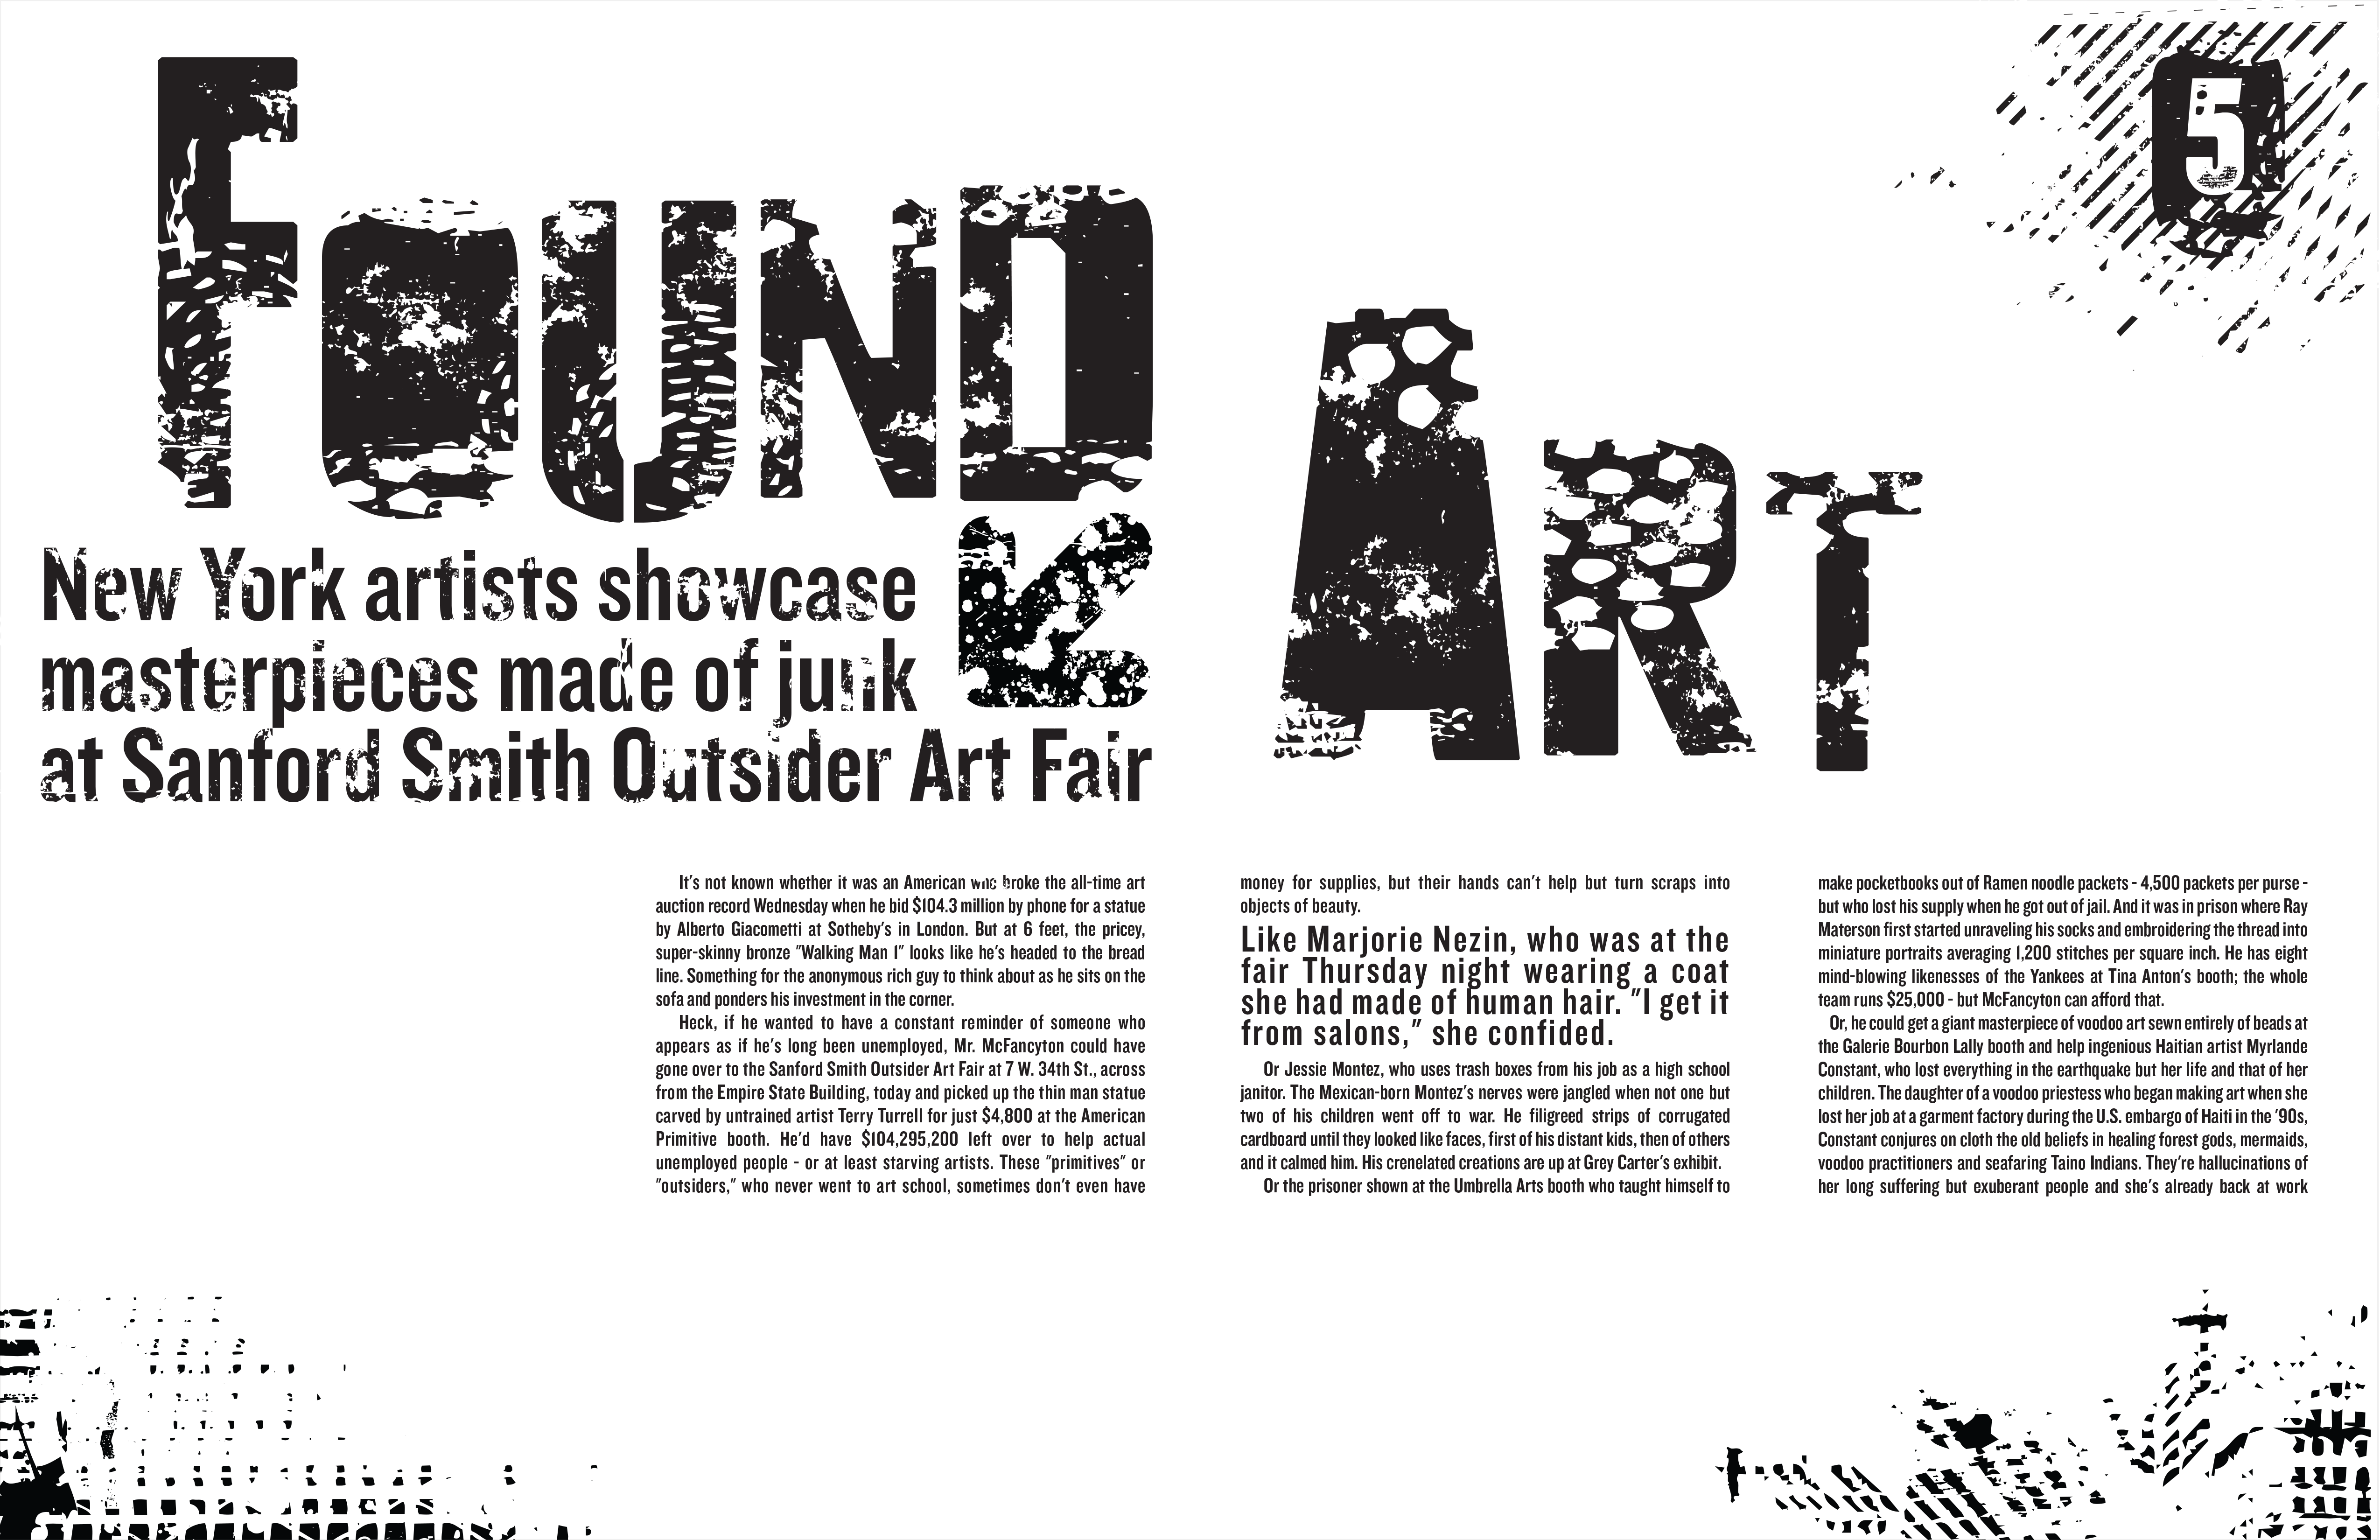 FOUND
ART
5
New York artists showcase
masterpieces made of junk
at Sanford Smith Outsider Art Fair
It's not known whether it was an American who broke the all-time art
auction record Wednesday when he bid $104.3 million by phone for a statue
by Alberto Giacometti at Sotheby's in London. But at 6 feet, the pricey,
super-skinny bronze "Walking Man 1" looks like he's headed to the bread
line. Something for the anonymous rich guy to think about as he sits on the
sofa and ponders his investment in the corner.
Heck, if he wanted to have a constant reminder of someone who
appears as if he's long been unemployed, Mr. McFancyton could have
gone over to the Sanford Smith Outsider Art Fair at 7 W. 34th St., across
from the Empire State Building, today and picked up the thin man statue
carved by untrained artist Terry Turrell for just $4,800 at the American
Primitive booth. He'd have $104,295,200 left over to help actual
unemployed people - or at least starving artists. These "primitives" or
"outsiders," who never went to art school, sometimes don't even have
money for supplies, but their hands can't help but turn scraps into
objects of beauty.
Like Marjorie Nezin, who was at the
fair Thursday night wearing a coat
she had made of human hair. "I get it
from salons," she confided.
Or Jessie Montez, who uses trash boxes from his job as a high school
janitor. The Mexican-born Montez's nerves were jangled when not one but
two of his children went off to war. He filigreed strips of corrugated
cardboard until they looked like faces, first of his distant kids, then of others
and it calmed him. His crenelated creations are up at Grey Carter's exhibit.
Or the prisoner shown at the Umbrella Arts booth who taught himself to
make pocketbooks out of Ramen noodle packets - 4,500 packets per purse -
but who lost his supply when he got out of jail. And it was in prison where Ray
Materson first started unraveling his socks and embroidering the thread into
miniature portraits averaging 1,200 stitches per square inch. He has eight
mind-blowing likenesses of the Yankees at Tina Anton's booth; the whole
team runs $25,000 - but McFancyton can afford that.
Or, he could get a giant masterpiece of voodoo art sewn entirely of beads at
the Galerie Bourbon Lally booth and help ingenious Haitian artist Myrlande
Constant, who lost everything in the earthquake but her life and that of her
children. The daughter of a voodoo priestess who began making art when she
lost her job at a garment factory during the U.S. embargo of Haiti in the '90s,
Constant conjures on cloth the old beliefs in healing forest gods, mermaids,
voodoo practitioners and seafaring Taino Indians. They're hallucinations of
her long suffering but exuberant people and she's already back at work